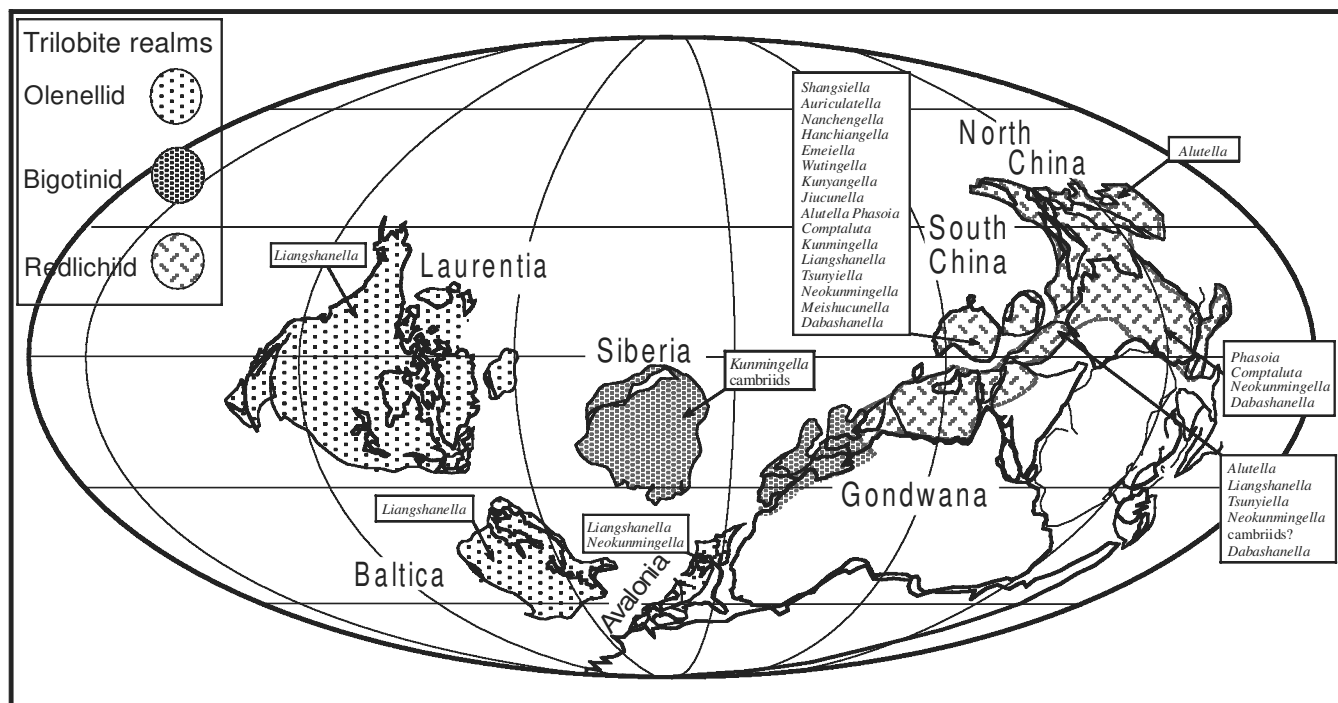 Trilobite realms
Olenellid
Bigotinid
Redlichiid
Liangshanella
Laurentia
Siberia
Kunmingella
cambriids
Liangshanella
Baltica
Liangshanella
Neokunmingella
Avalonia
Gondwana
Shangsiella
Auriculatella
Nanchengella
Hanchiangella
Emeiella
Wutingella
Kunyangella
Jiucunella
Alutella Phasoia
Comptaluta
Kunmingella
Liangshanella
Tsunyiella
Neokunmingella
Meishucunella
Dabashanella
North
China
South
China
Alutella
Phasoia
Comptaluta
Neokunmingella
Dabashanella
Alutella
Liangshanella
Tsunyiella
Neokunmingella
cambriids?
Dabashanella